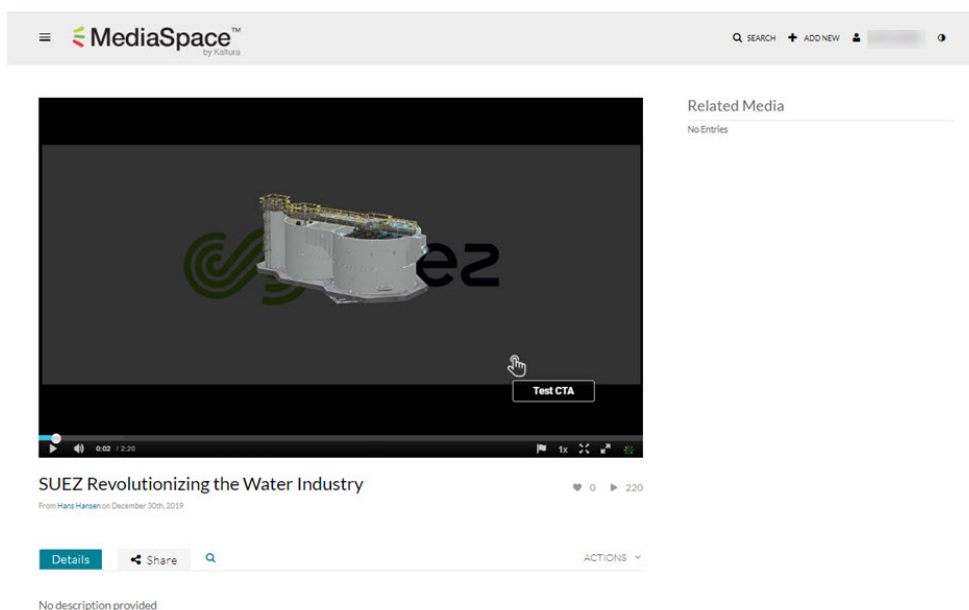 MediaSpace™
by Kaltura
SEARCH ADD NEW
Related Media
No Entries
ez
Test CTA
0:02 / 2:20
1x
SUEZ Revolutionizing the Water Industry
0 220
From Hans Hansen on December 30th, 2019
Details Share ACTIONS
No description provided